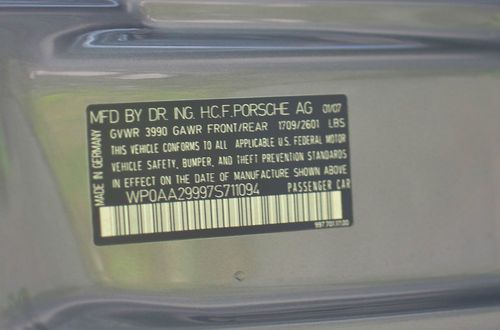 MFD BY DR. ING. H.C.F. PORSCHE AG 01/07
GVWR 3990 GAWR FRONT/REAR 1709/2601 LBS
THIS VEHICLE CONFORMS TO ALL APPLICABLE U.S. FEDERAL MOTOR
VEHICLE SAFETY, BUMPER, AND THEFT PREVENTION STANDARDS
IN EFFECT ON THE DATE OF MANUFACTURE SHOWN ABOVE
WP0AA29997S711094 PASSENGER CAR
MADE IN GERMANY